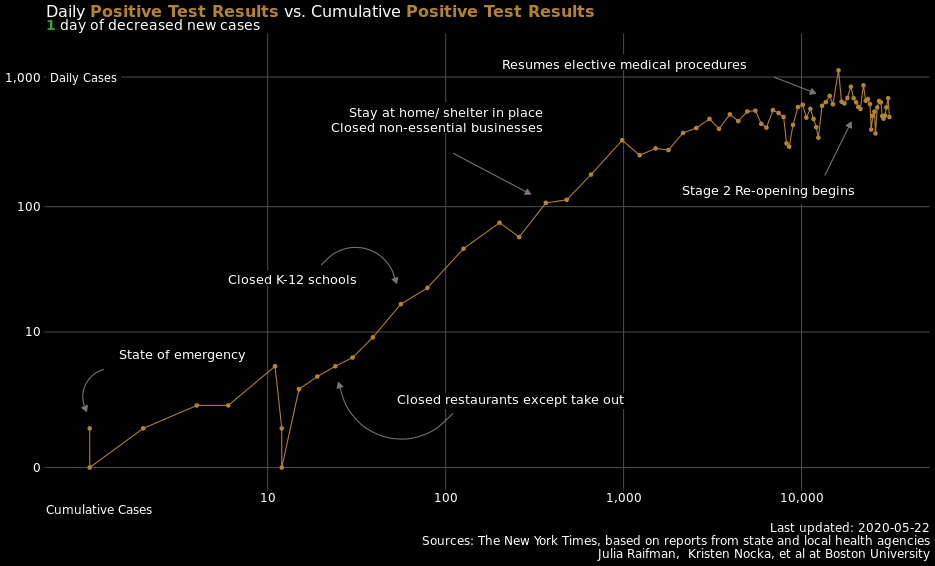 Daily Positive Test Results vs. Cumulative Positive Test Results
1 day of decreased new cases
Resumes elective medical procedures
1,000 Daily Cases
Stay at home/ shelter in place
Closed non-essential businesses
Stage 2 Re-opening begins
100
Closed K-12 schools
10
State of emergency
Closed restaurants except take out
0
10 100 1,000 10,000
Cumulative Cases
Last updated: 2020-05-22
Sources: The New York Times, based on reports from state and local health agencies
Julia Raifman,  Kristen Nocka, et al at Boston University